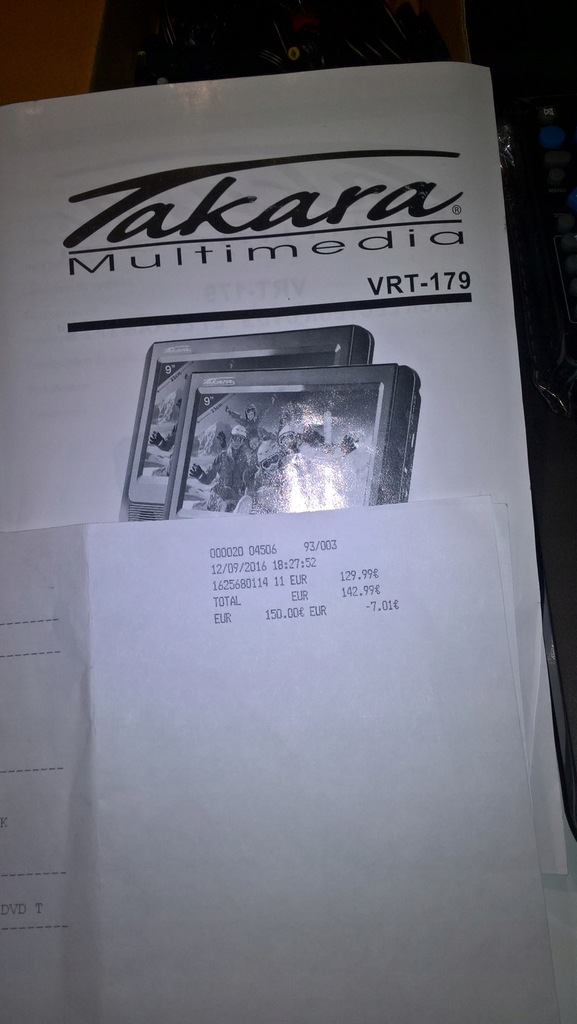 Takara®
Multimedia
VRT-179
9"
Takara
9"
000020 04506 93/003
12/09/2016 18:27:52
1625680114 11 EUR 129.99€
TOTAL EUR 142.99€
EUR 150.00€ EUR -7.01€
K
DVD T